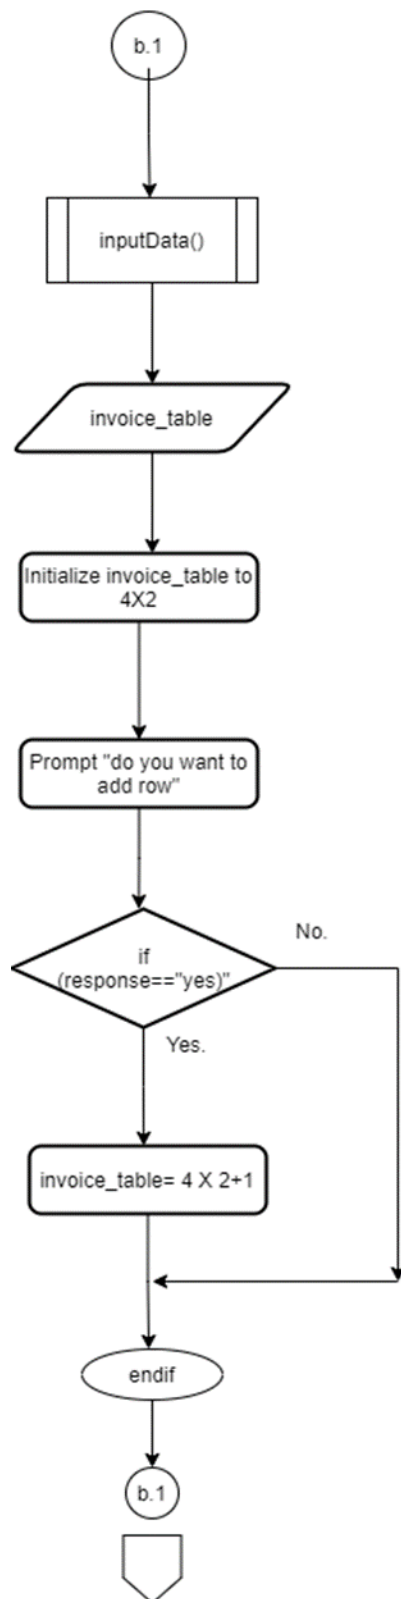 b.1
inputData()
invoice_table
Initialize invoice_table to
4X2
Prompt "do you want to
add row"
if
(response=="yes)"
No.
Yes.
invoice_table= 4 X 2+1
endif
b.1